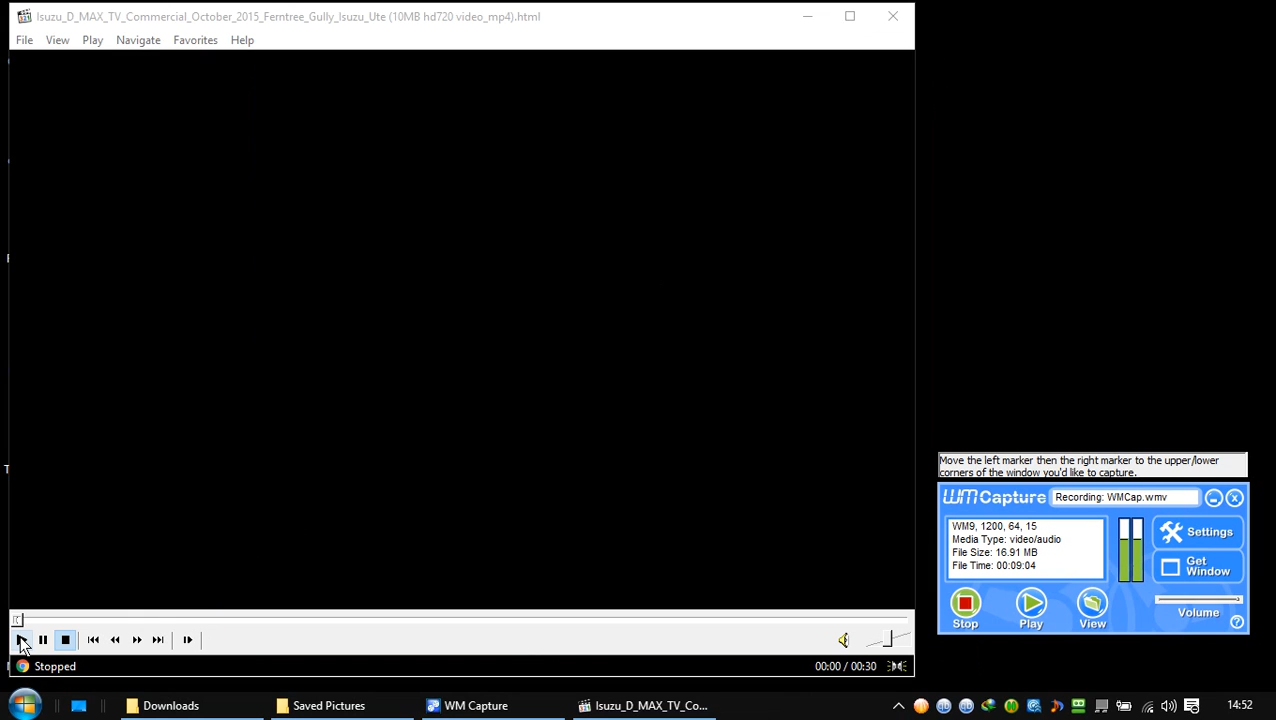 Isuzu_D_MAX_TV_Commercial_October_2015_Ferntree_Gully_Isuzu_Ute (10MB hd720 video_mp4).html
File View Play Navigate Favorites Help
Move the left marker then the right marker to the upper/lower
corners of the window you'd like to capture.
WM Capture
Recording: WMCap.wmv
WM9, 1200, 64, 15
Media Type: video/audio
File Size: 16.91 MB
File Time: 00:09:04
Settings
Get
Window
Stop Play View
Volume
Stopped
00:00 / 00:30
Downloads
Saved Pictures
WM Capture
Isuzu_D_MAX_TV_Co...
14:52